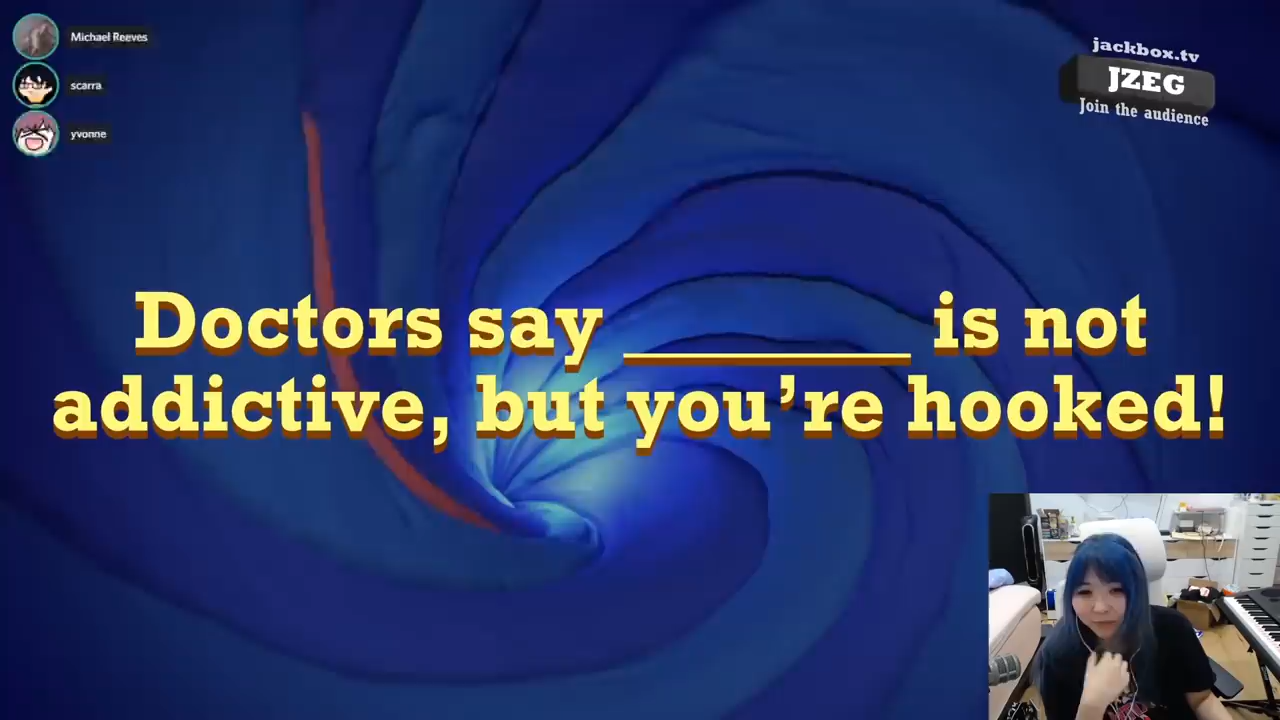 Michael Reeves
scarra
yvonne
jackbox.tv
JZEG
Join the audience
Doctors say ________ is not
addictive, but you’re hooked!